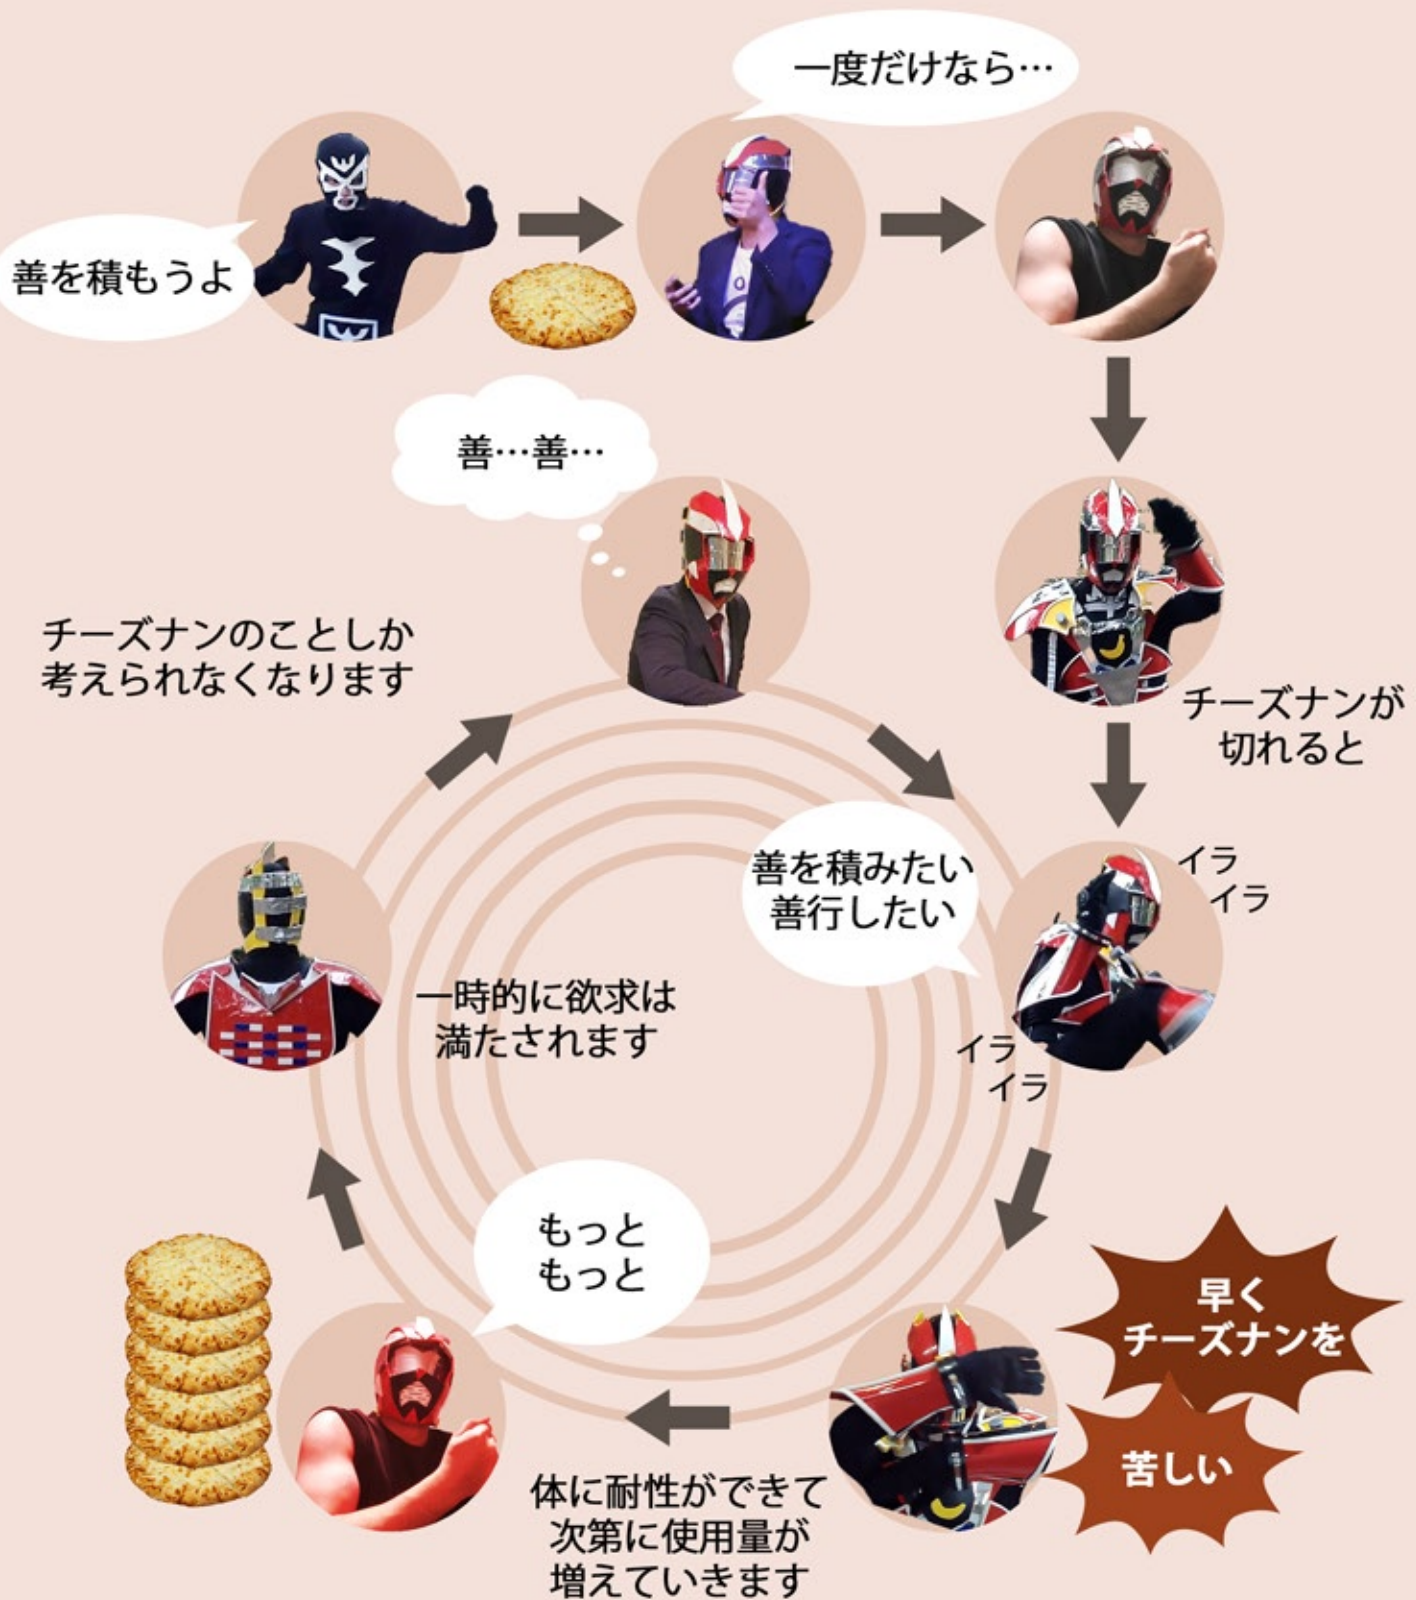 一度だけなら…
善を積もうよ
善…善…
チーズナンのことしか
考えられなくなります
チーズナンが
切れると
善を積みたい
善行したい
イラ
イラ
一時的に欲求は
満たされます
イラ
イラ
もっと
もっと
早く
チーズナンを
苦しい
体に耐性ができて
次第に使用量が
増えていきます